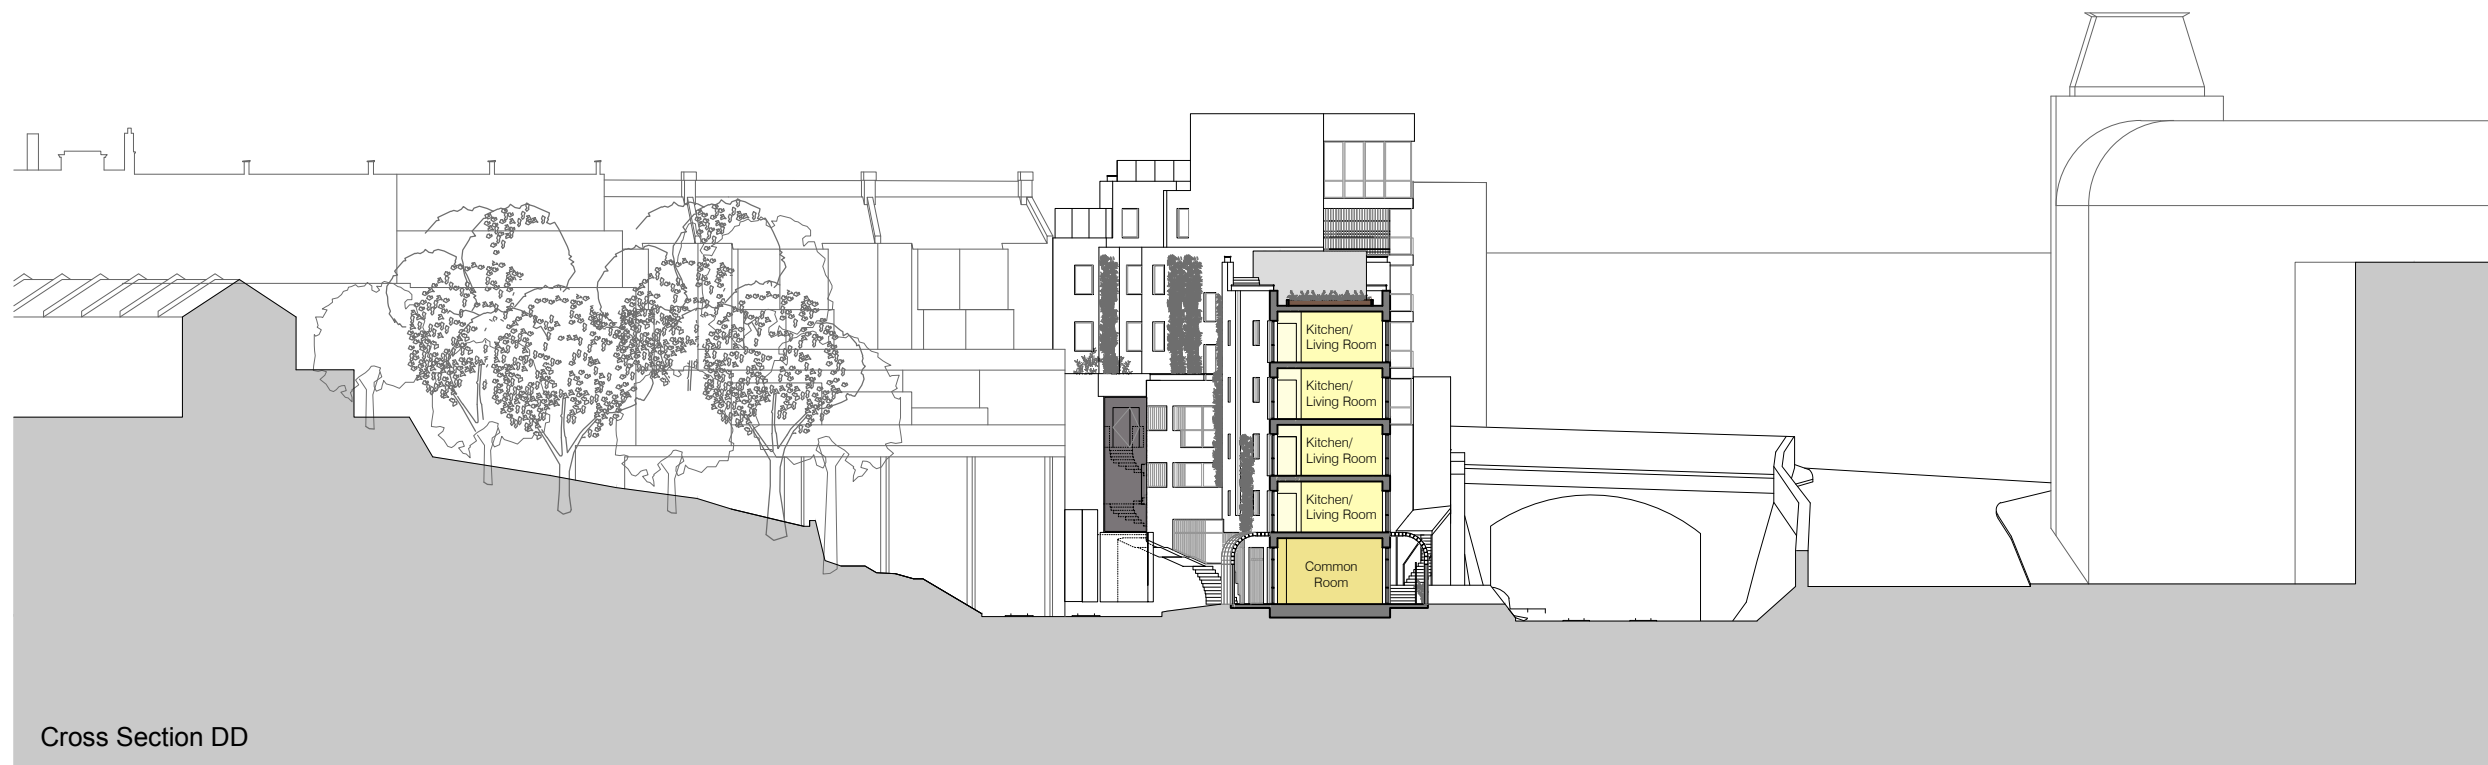 Kitchen/
Living Room
Kitchen/
Living Room
Kitchen/
Living Room
Kitchen/
Living Room
Common
Room
Cross Section DD